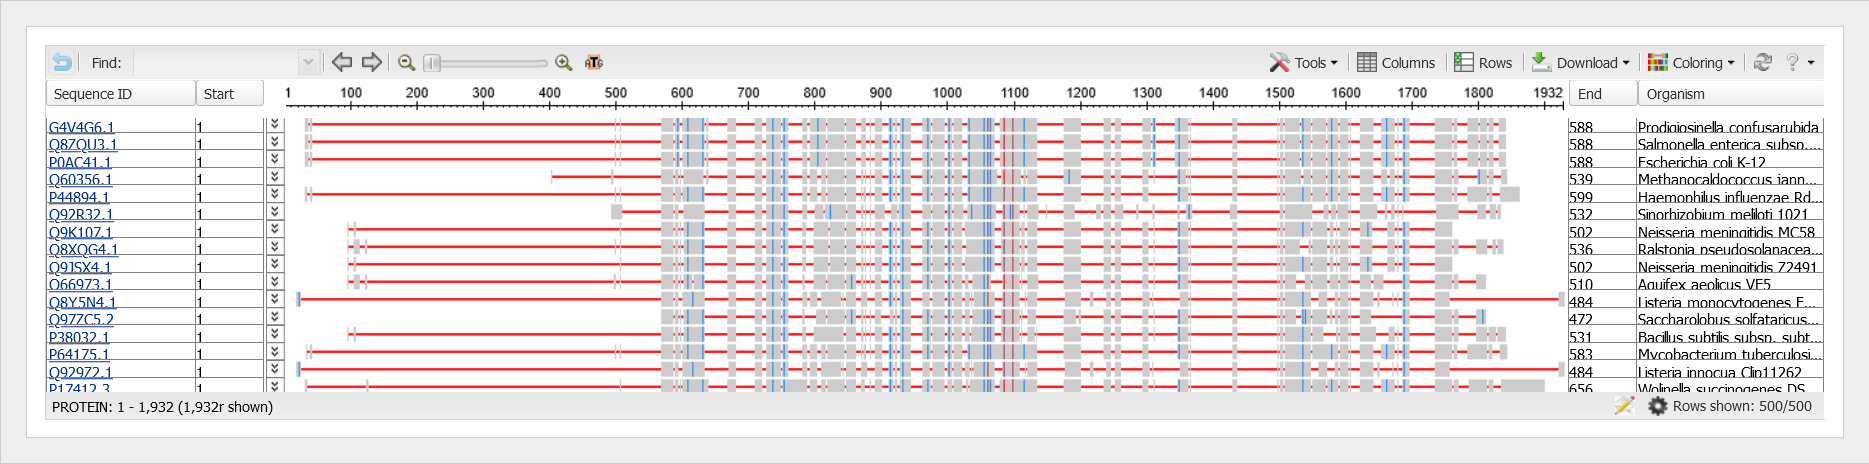 Find: Tools Columns Rows Download Coloring ?
Sequence ID Start 1 100 200 300 400 500 600 700 800 900 1000 1100 1200 1300 1400 1500 1600 1700 1800 1932 End Organism
G4V4G6.1 1 588 Prodigiosinella confusarubida
Q8ZQU3.1 1 588 Salmonella enterica subsp....
P0AC41.1 1 588 Escherichia coli K-12
Q60356.1 1 539 Methanocaldococcus jann...
P44894.1 1 599 Haemophilus influenzae Rd...
Q92R32.1 1 532 Sinorhizobium meliloti 1021
Q9K107.1 1 502 Neisseria meningitidis MC58
Q8XQG4.1 1 536 Ralstonia pseudosolanacea...
Q9JSX4.1 1 502 Neisseria meningitidis Z2491
O66973.1 1 510 Aquifex aeolicus VF5
Q8Y5N4.1 1 484 Listeria monocytogenes E...
Q97ZC5.2 1 472 Saccharolobus solfataricus...
P38032.1 1 531 Bacillus subtilis subsp. subt...
P64175.1 1 583 Mycobacterium tuberculosi...
Q929Z2.1 1 484 Listeria innocua Clip11262
P17412.3 1 656 Wolinella succinogenes DS...
PROTEIN: 1 - 1,932 (1,932r shown) Rows shown: 500/500